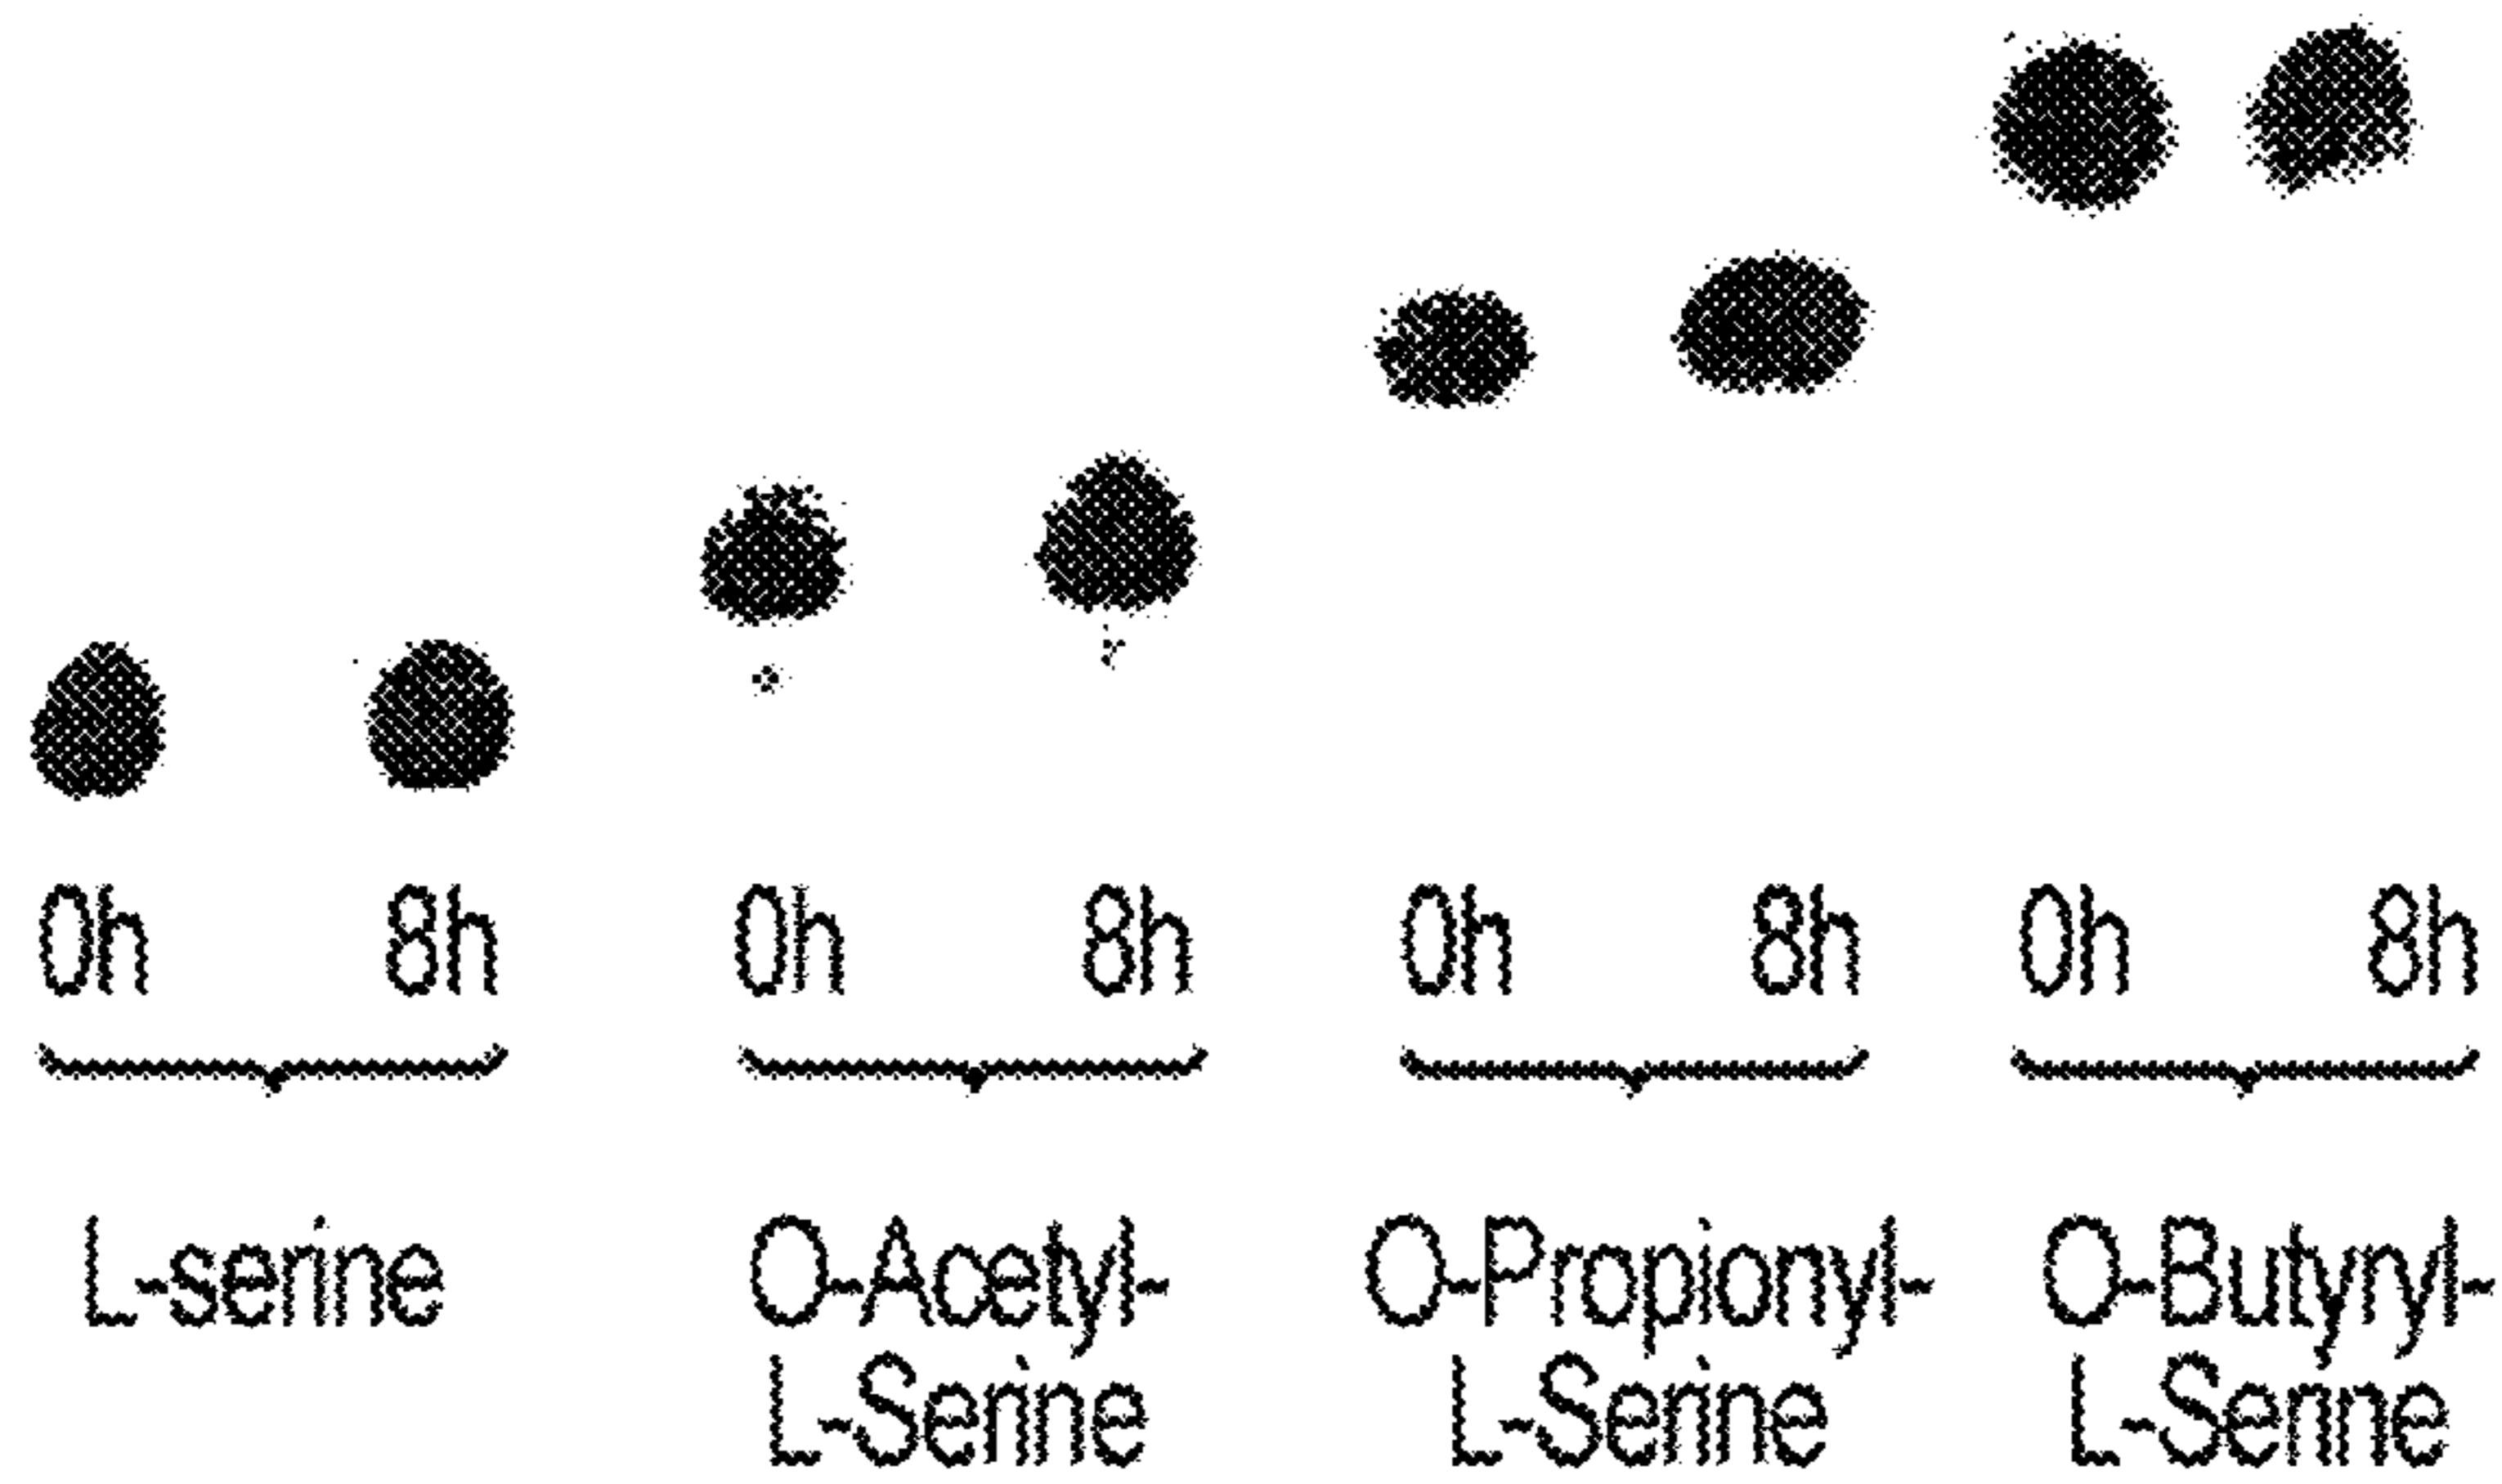 0h 8h 0h 8h 0h 8h 0h 8h
L-serine O-Acetyl- O-Propionyl- O-Butyryl-
L-Serine L-Serine L-Serine